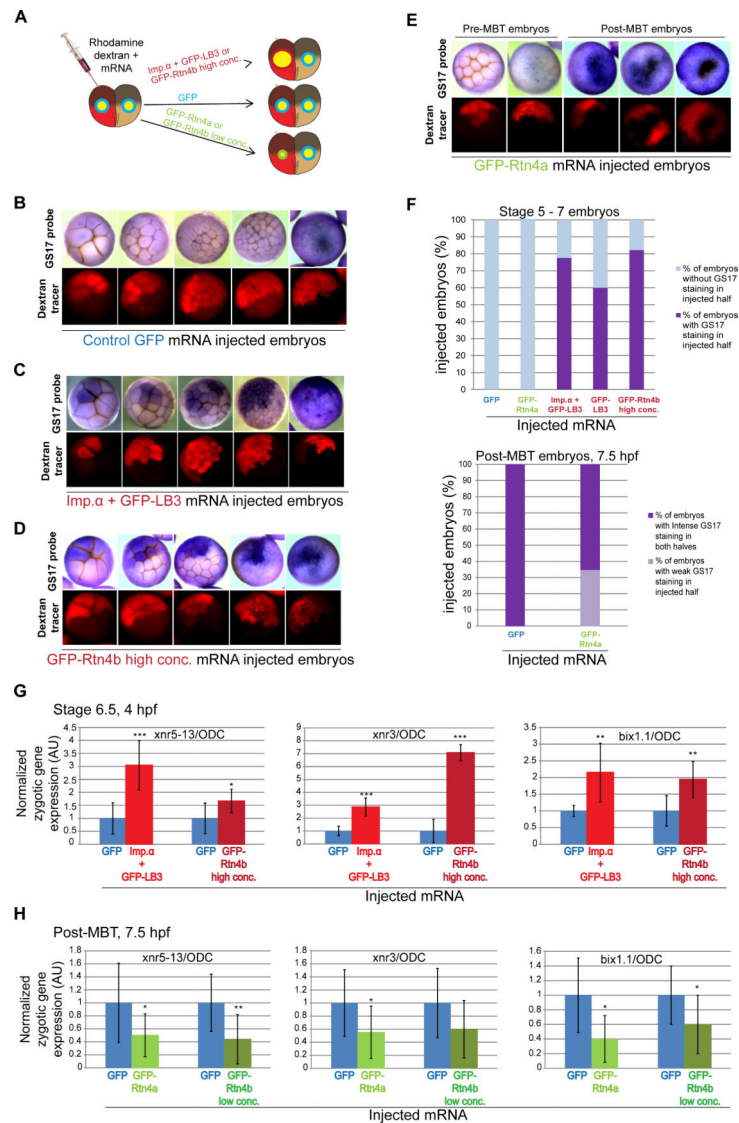 A
Rhodamine
dextran +
mRNA
Imp.α + GFP-LB3 or
GFP-Rtn4b high conc.
GFP
GFP-Rtn4a or
GFP-Rtn4b low conc.
B
GS17 probe
Dextran
tracer
Control GFP mRNA injected embryos
C
GS17 probe
Dextran
tracer
Imp.α + GFP-LB3 mRNA injected embryos
D
GS17 probe
Dextran
tracer
GFP-Rtn4b high conc. mRNA injected embryos
E
Pre-MBT embryos
Post-MBT embryos
GS17 probe
Dextran
tracer
GFP-Rtn4a mRNA injected embryos
F
Stage 5 - 7 embryos
injected embryos (%)
100
90
80
70
60
50
40
30
20
10
0
GFP
GFP-
Rtn4a
Imp.α +
GFP-LB3
GFP-
LB3
GFP-Rtn4b
high conc.
Injected mRNA
% of embryos
without GS17
staining in
injected half
% of embryos
with GS17
staining in
injected half
Post-MBT embryos, 7.5 hpf
injected embryos (%)
100
90
80
70
60
50
40
30
20
10
0
GFP
GFP-
Rtn4a
Injected mRNA
% of embryos
with Intense GS17
staining in
both halves
% of embryos
with weak GS17
staining in
injected half
G
Stage 6.5, 4 hpf
Normalized
zygotic gene
expression (AU)
xnr5-13/ODC
4.5
4
3.5
3
2.5
2
1.5
1
0.5
0
***
*
GFP Imp.α
+
GFP-LB3
GFP GFP-
Rtn4b
high conc.
xnr3/ODC
9
8
7
6
5
4
3
2
1
0
***
***
GFP Imp.α
+
GFP-LB3
GFP GFP-
Rtn4b
high conc.
bix1.1/ODC
3.5
3
2.5
2
1.5
1
0.5
0
**
**
GFP Imp.α
+
GFP-LB3
GFP GFP-
Rtn4b
high conc.
Injected mRNA
H
Post-MBT, 7.5 hpf
Normalized
zygotic gene
expression (AU)
xnr5-13/ODC
1.8
1.6
1.4
1.2
1
0.8
0.6
0.4
0.2
0
*
**
GFP GFP-
Rtn4a
GFP GFP-
Rtn4b
low conc.
xnr3/ODC
1.8
1.6
1.4
1.2
1
0.8
0.6
0.4
0.2
0
*
GFP GFP-
Rtn4a
GFP GFP-
Rtn4b
low conc.
bix1.1/ODC
1.6
1.4
1.2
1
0.8
0.6
0.4
0.2
0
*
*
GFP GFP-
Rtn4a
GFP GFP-
Rtn4b
low conc.
Injected mRNA